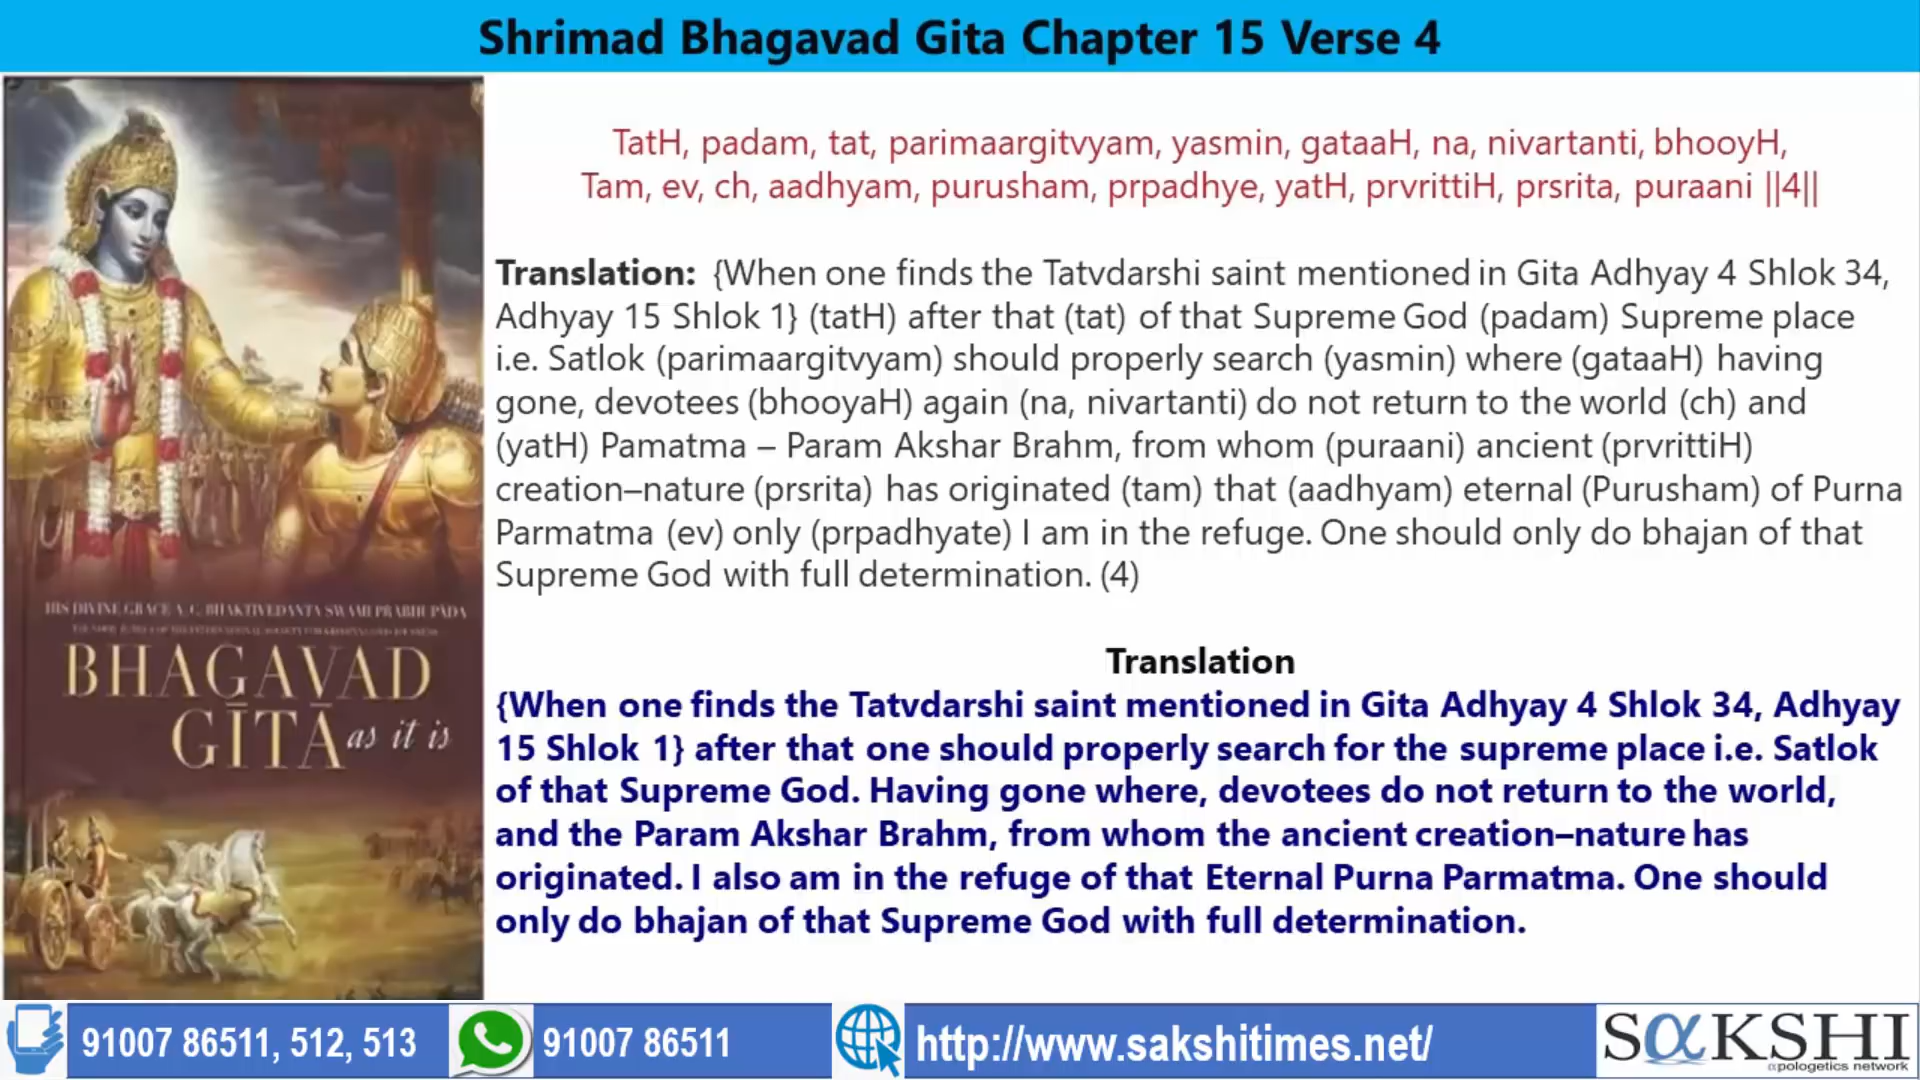 Shrimad Bhagavad Gita Chapter 15 Verse 4
TatH, padam, tat, parimaargitvyam, yasmin, gataaH, na, nivartanti, bhooyH,
Tam, ev, ch, aadhyam, purusham, prpadhye, yatH, prvrittiH, prsrita, puraani ||4||
Translation: {When one finds the Tatvdarshi saint mentioned in Gita Adhyay 4 Shlok 34,
Adhyay 15 Shlok 1} (tatH) after that (tat) of that Supreme God (padam) Supreme place
i.e. Satlok (parimaargitvyam) should properly search (yasmin) where (gataaH) having
gone, devotees (bhooyaH) again (na, nivartanti) do not return to the world (ch) and
(yatH) Pamatma – Param Akshar Brahm, from whom (puraani) ancient (prvrittiH)
creation–nature (prsrita) has originated (tam) that (aadhyam) eternal (Purusham) of Purna
Parmatma (ev) only (prpadhyate) I am in the refuge. One should only do bhajan of that
Supreme God with full determination. (4)
Translation
{When one finds the Tatvdarshi saint mentioned in Gita Adhyay 4 Shlok 34, Adhyay
15 Shlok 1} after that one should properly search for the supreme place i.e. Satlok
of that Supreme God. Having gone where, devotees do not return to the world,
and the Param Akshar Brahm, from whom the ancient creation–nature has
originated. I also am in the refuge of that Eternal Purna Parmatma. One should
only do bhajan of that Supreme God with full determination.
HIS DIVINE GRACE A. C. BHAKTIVEDANTA SWAMI PRABHUPĀDA
BHAGAVAD
GĪTĀ as it is
91007 86511, 512, 513
91007 86511
http://www.sakshitimes.net/
SαKSHI
αpologetics network